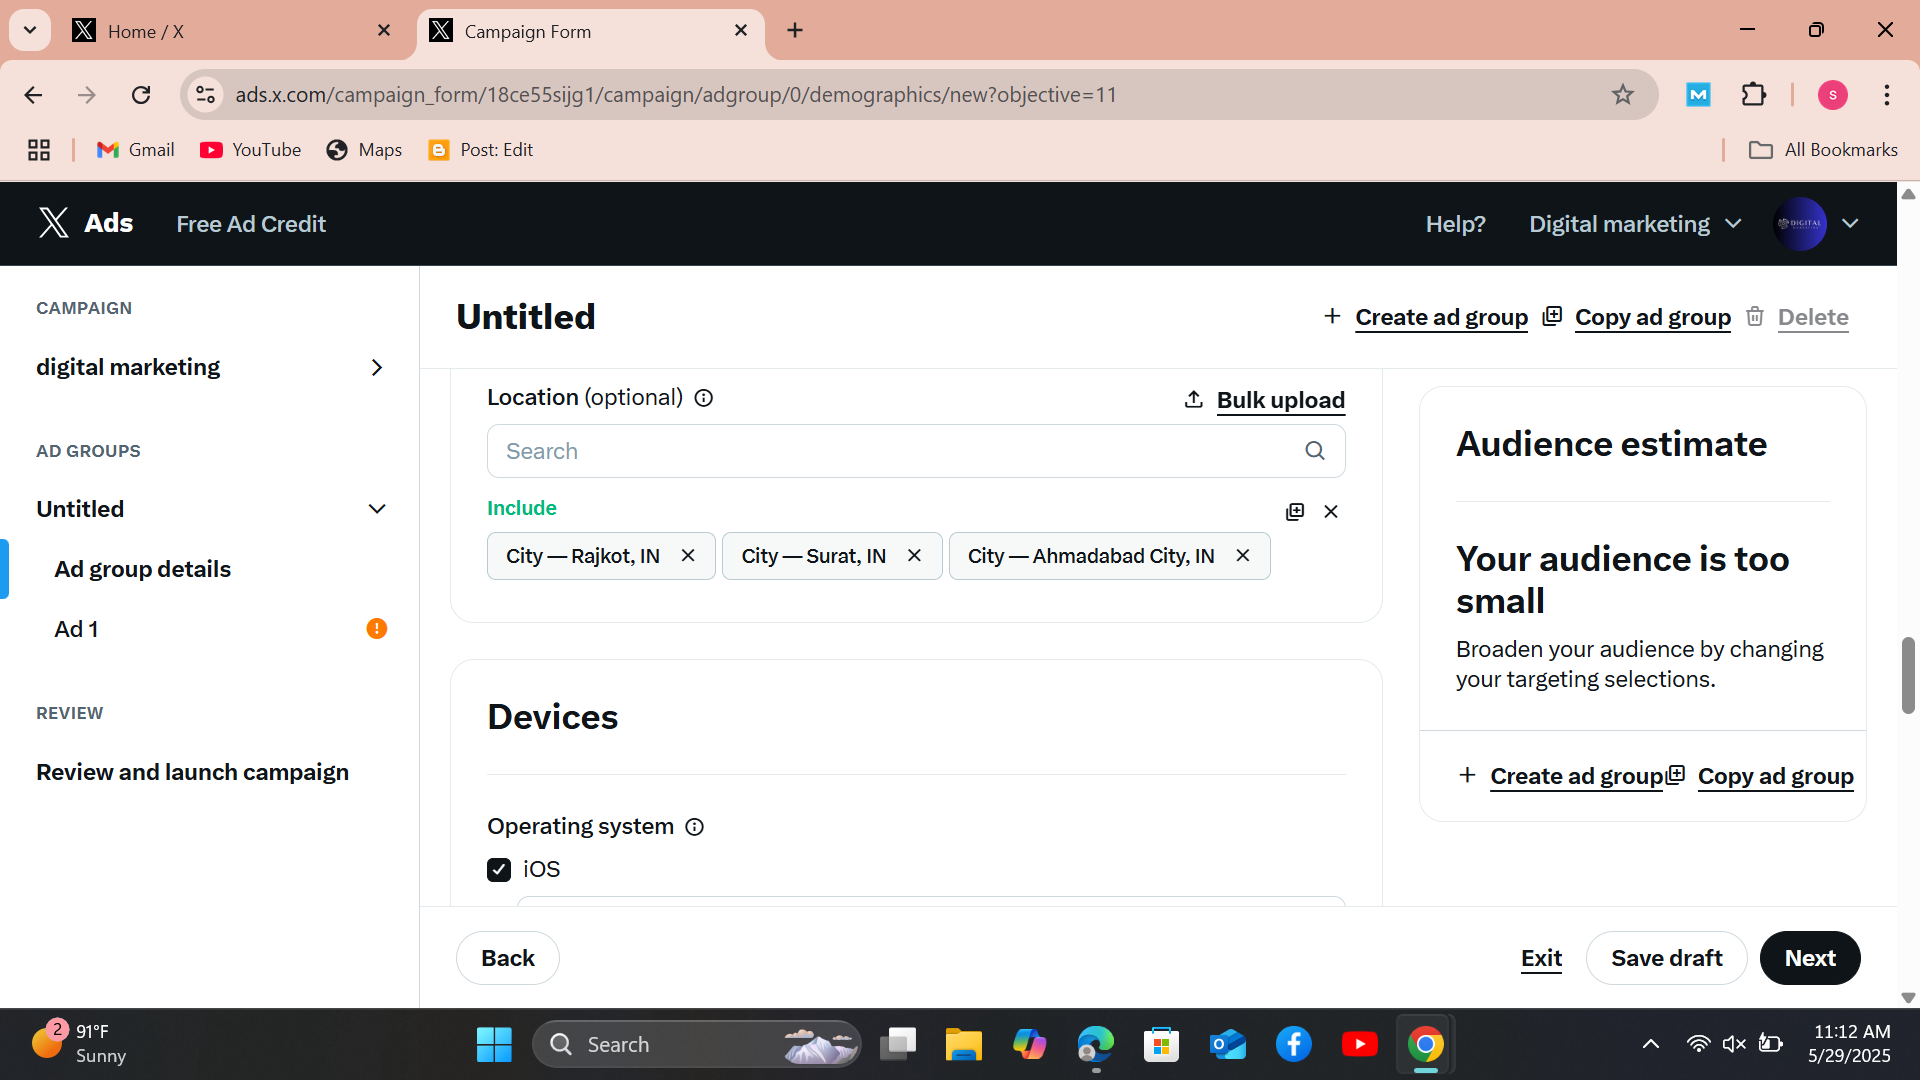 Home / X
Campaign Form
ads.x.com/campaign_form/18ce55sijg1/campaign/adgroup/0/demographics/new?objective=11
S
Gmail
YouTube
Maps
Post: Edit
All Bookmarks
Ads
Free Ad Credit
Help?
Digital marketing
DIGITAL
CAMPAIGN
digital marketing
AD GROUPS
Untitled
Ad group details
Ad 1
REVIEW
Review and launch campaign
Untitled
+ Create ad group
Copy ad group
Delete
Location (optional)
Bulk upload
Search
Include
City — Rajkot, IN
City — Surat, IN
City — Ahmadabad City, IN
Devices
Operating system
iOS
Audience estimate
Your audience is too
small
Broaden your audience by changing
your targeting selections.
+ Create ad group
Copy ad group
Back
Exit
Save draft
Next
2
91°F
Sunny
Search
11:12 AM
5/29/2025